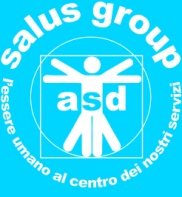 salus group
asd
l'essere umano al centro dei nostri servizi